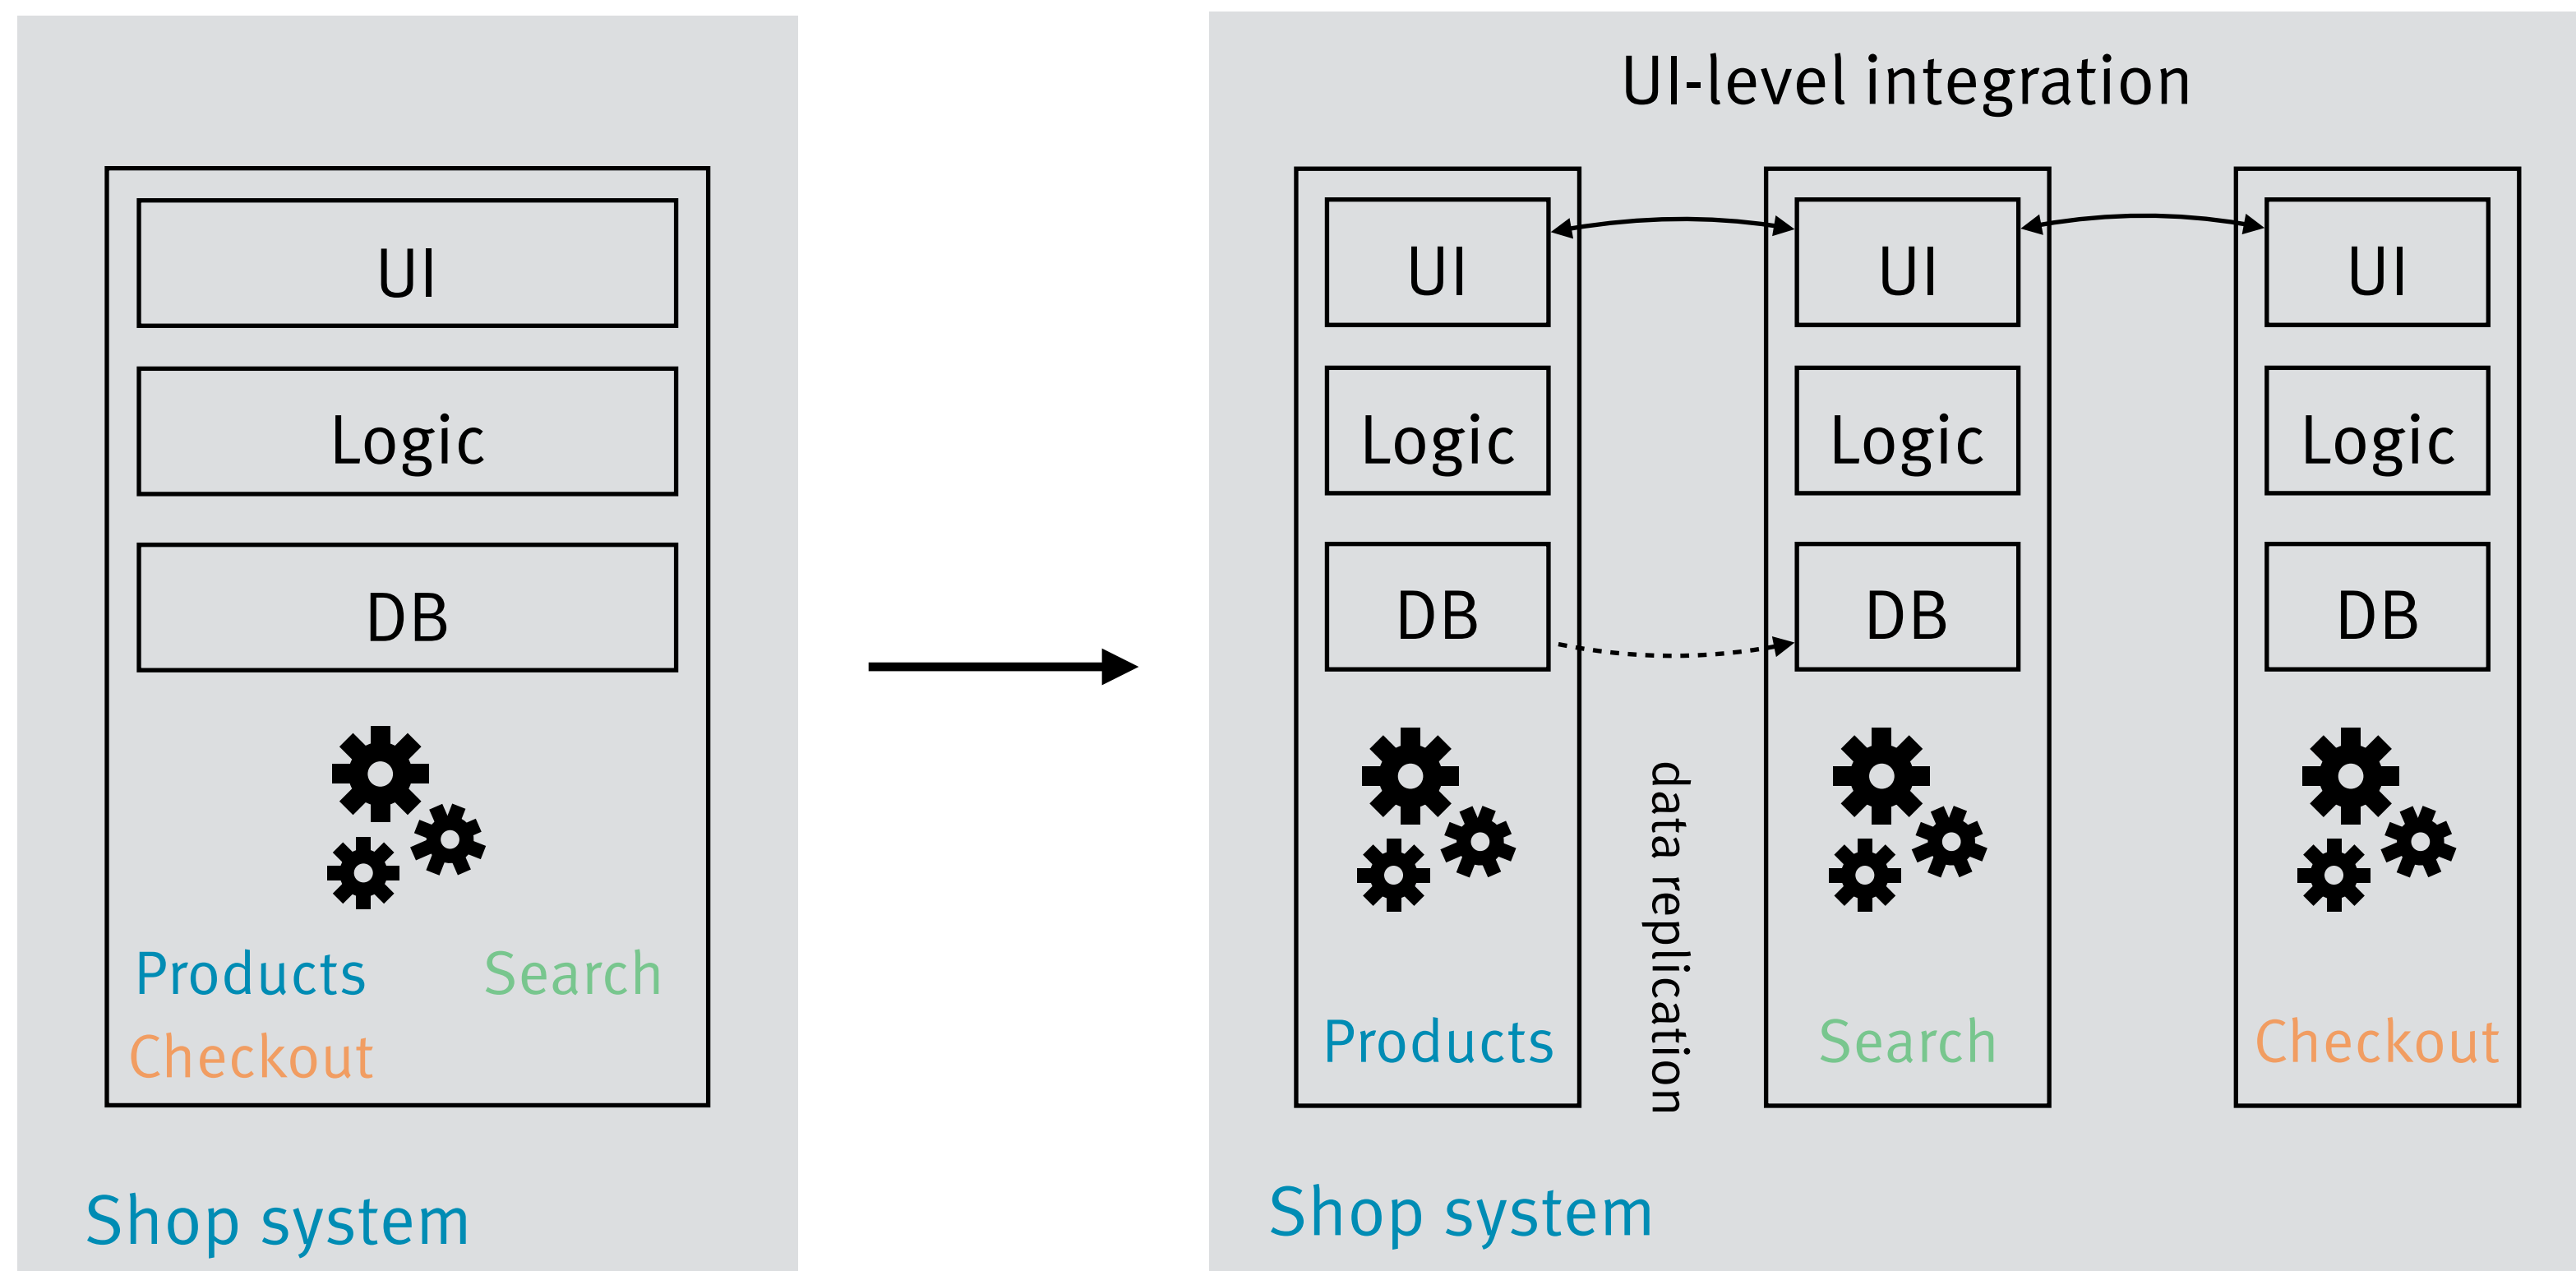 UI
Logic
DB
Products
Search
Checkout
Shop system
UI-level integration
UI
Logic
DB
Products
data replication
UI
Logic
DB
Search
UI
Logic
DB
Checkout
Shop system